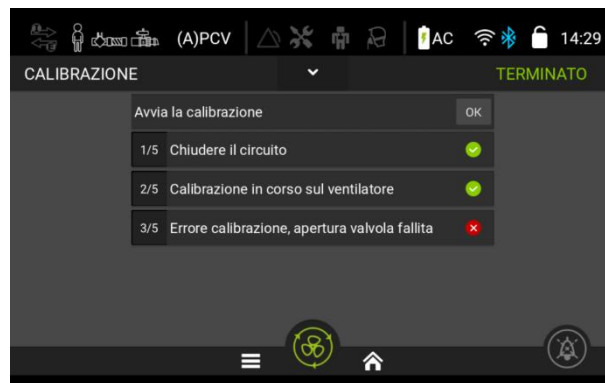 (A)PCV AC 14:29
CALIBRAZIONE TERMINATO
Avvia la calibrazione OK
1/5 Chiudere il circuito
2/5 Calibrazione in corso sul ventilatore
3/5 Errore calibrazione, apertura valvola fallita